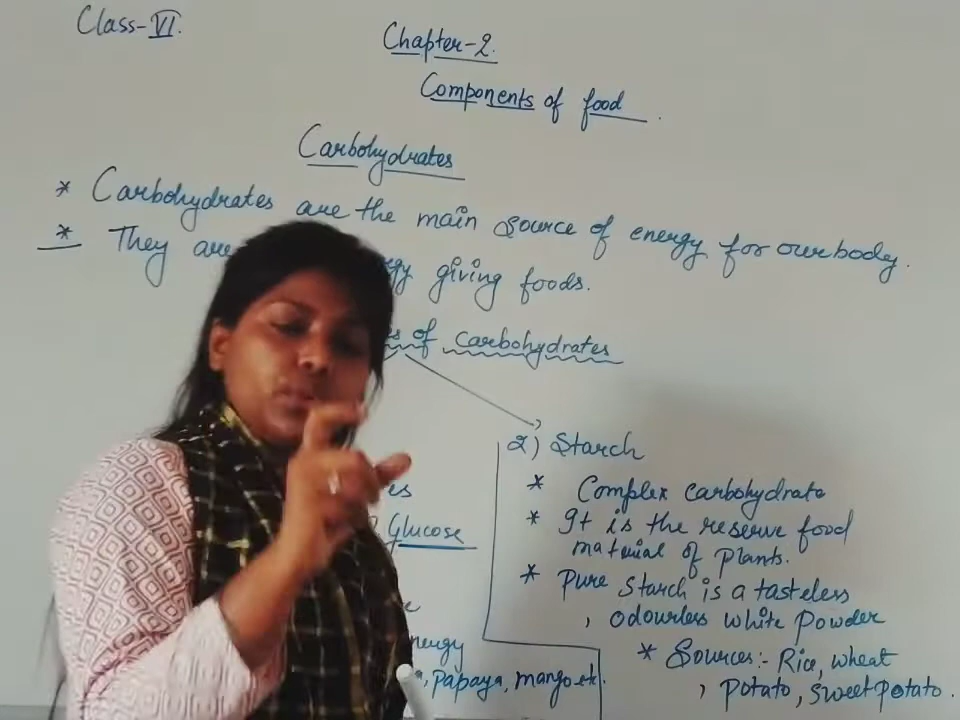 Class-VI.
Chapter-2.
Components of food.
Carbohydrates
* Carbohydrates are the main source of energy for our body.
* They are giving foods.
of carbohydrates
2) Starch
* Complex carbohydrate
* It is the reserve food
material of plants.
* Pure starch is a tasteless
, odourless white powder
* Sources:- Rice, wheat
, potato, sweet potato.
Glucose
, papaya, mango etc.